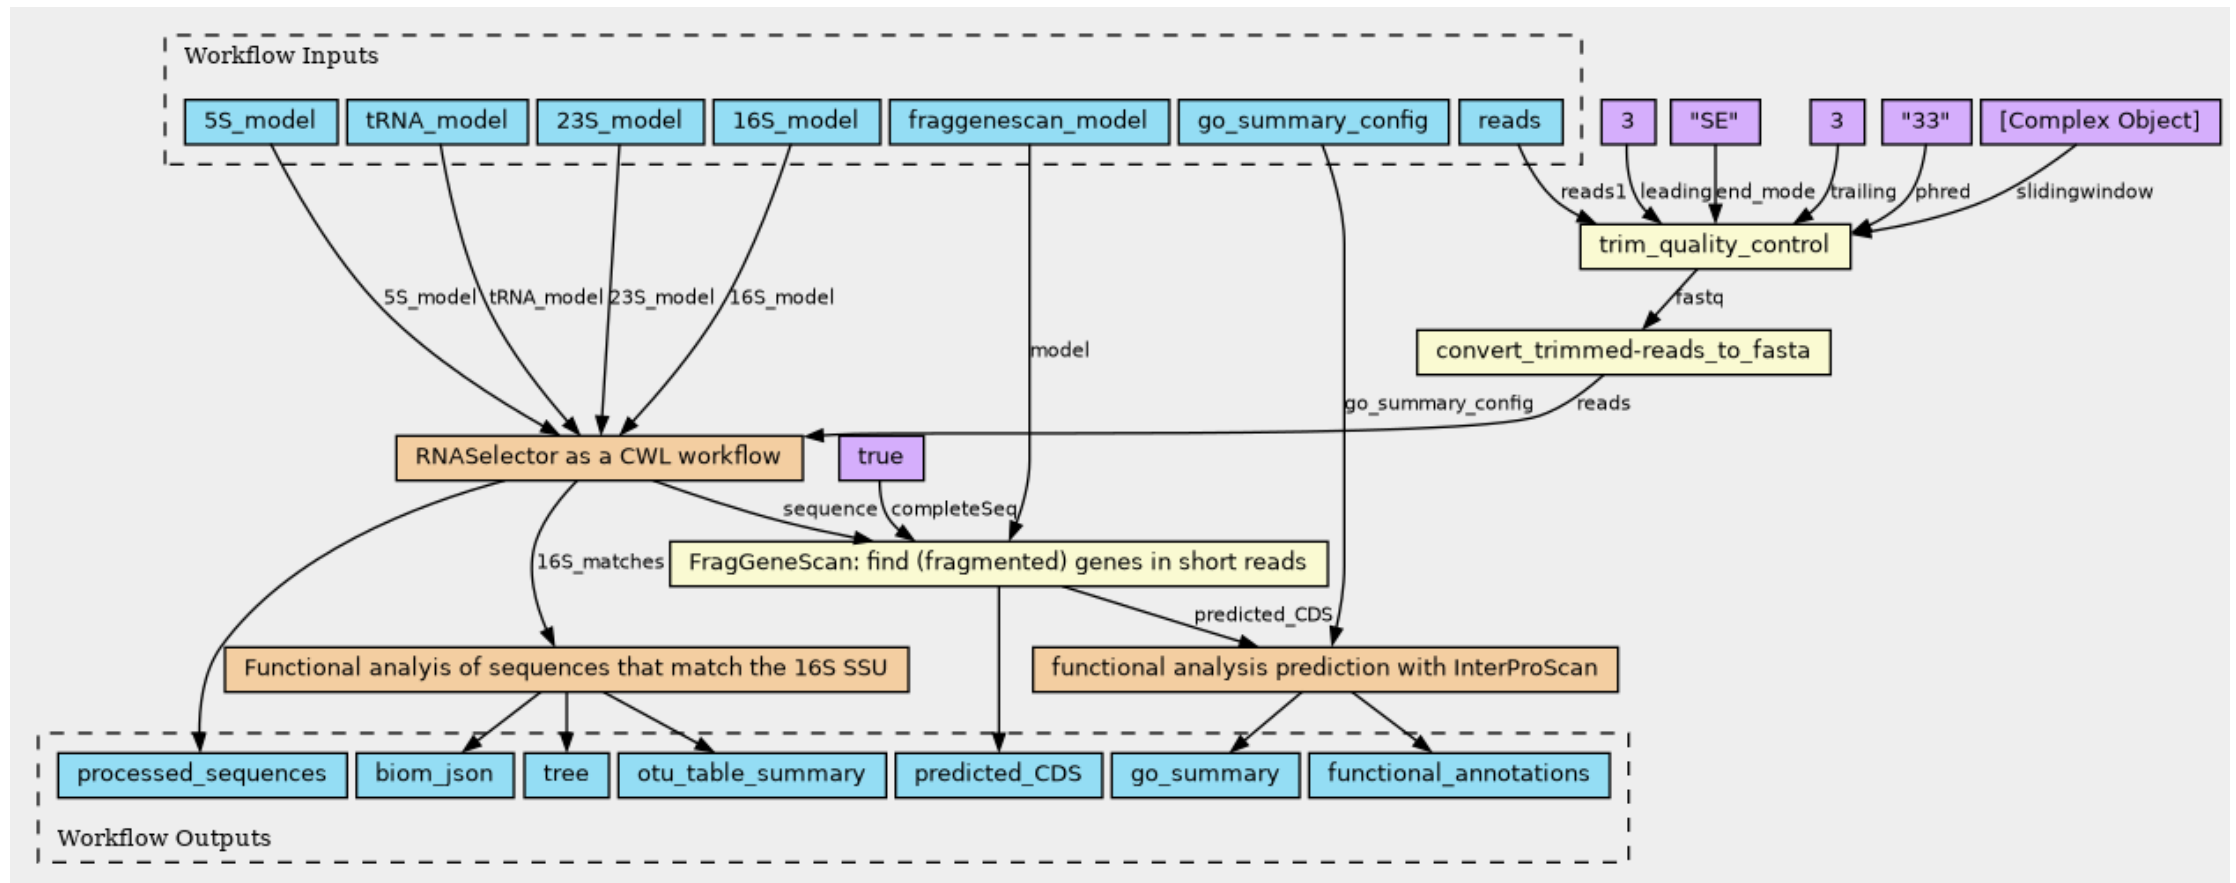 Workflow Inputs
5S_model
tRNA_model
23S_model
16S_model
fraggenescan_model
go_summary_config
reads
3
"SE"
3
"33"
[Complex Object]
reads1
leading
end_mode
trailing
phred
slidingwindow
trim_quality_control
5S_model
tRNA_model
23S_model
16S_model
fastq
model
convert_trimmed-reads_to_fasta
go_summary_config
reads
RNASelector as a CWL workflow
true
sequence
completeSeq
16S_matches
FragGeneScan: find (fragmented) genes in short reads
predicted_CDS
Functional analyis of sequences that match the 16S SSU
functional analysis prediction with InterProScan
processed_sequences
biom_json
tree
otu_table_summary
predicted_CDS
go_summary
functional_annotations
Workflow Outputs